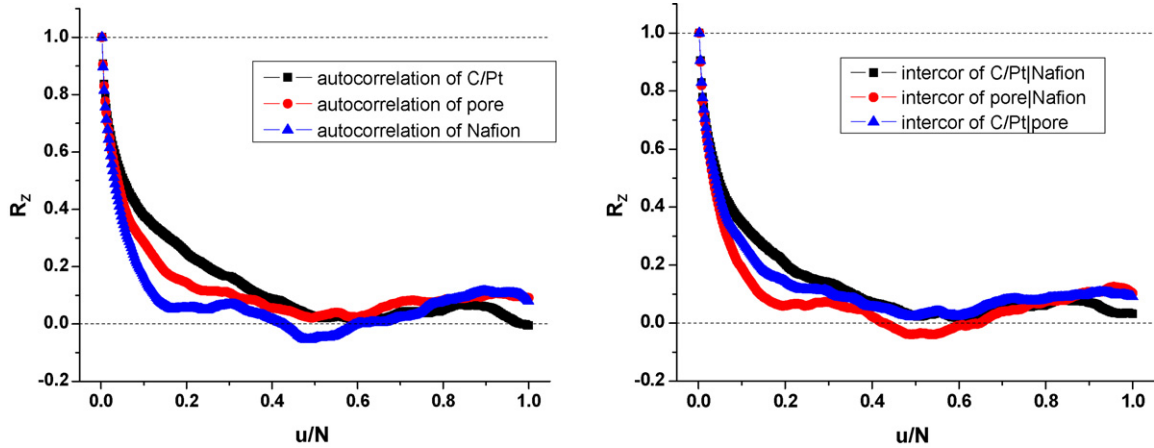 1.0
0.8
0.6
0.4
0.2
0.0
-0.2
R_Z
autocorrelation of C/Pt
autocorrelation of pore
autocorrelation of Nafion
0.0 0.2 0.4 0.6 0.8 1.0
u/N
1.0
0.8
0.6
0.4
0.2
0.0
-0.2
R_Z
intercor of C/Pt|Nafion
intercor of pore|Nafion
intercor of C/Pt|pore
0.0 0.2 0.4 0.6 0.8 1.0
u/N